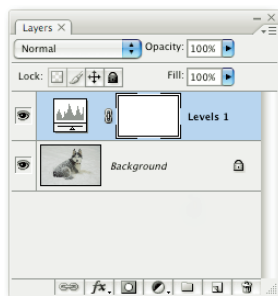 Layers ×
Normal Opacity: 100%
Lock: Fill: 100%
Levels 1
Background
fx.